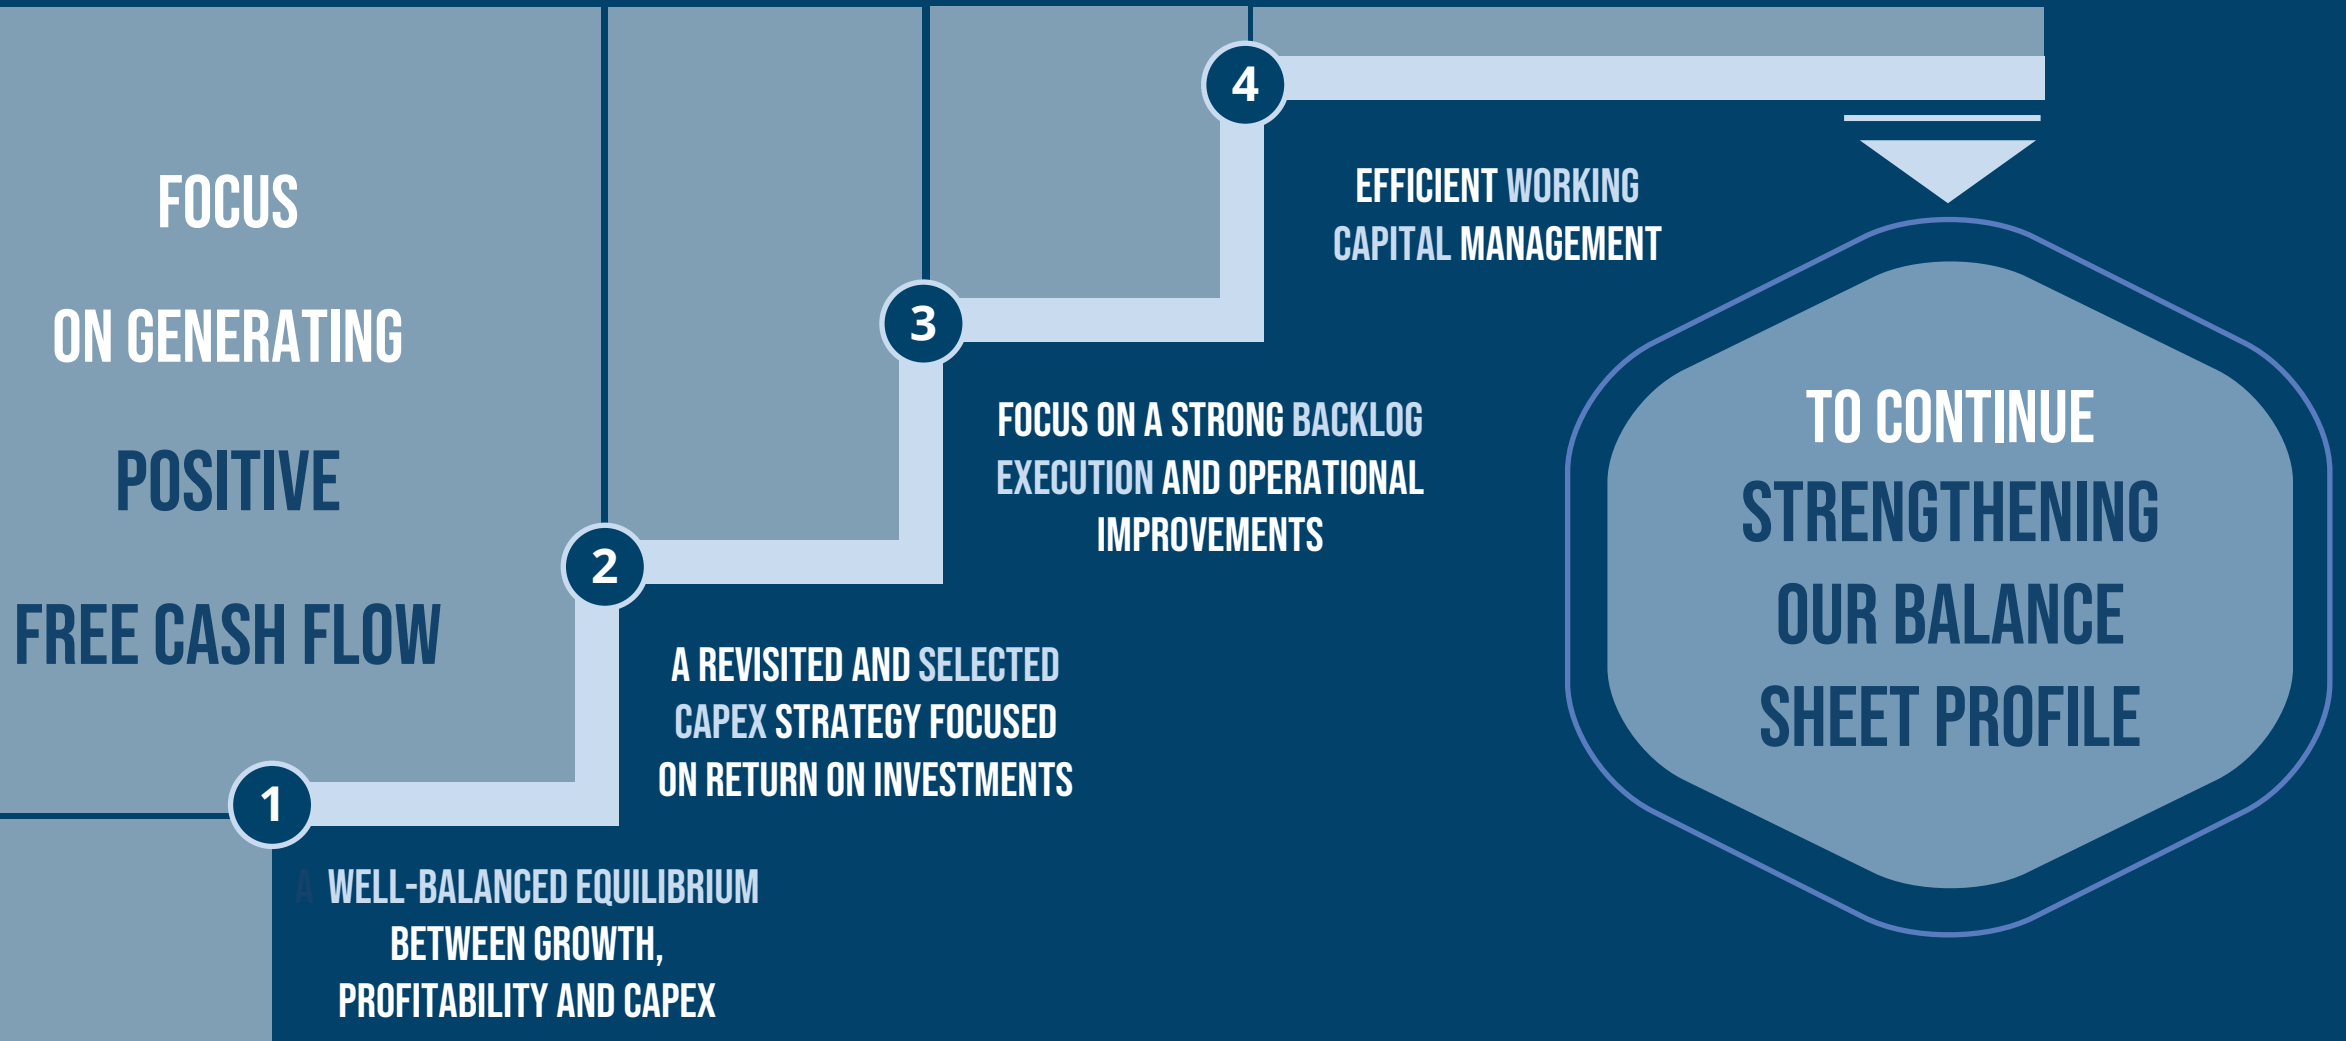 FOCUS
ON GENERATING
POSITIVE
FREE CASH FLOW
1
A WELL-BALANCED EQUILIBRIUM
BETWEEN GROWTH,
PROFITABILITY AND CAPEX
2
A REVISITED AND SELECTED
CAPEX STRATEGY FOCUSED
ON RETURN ON INVESTMENTS
3
FOCUS ON A STRONG BACKLOG
EXECUTION AND OPERATIONAL
IMPROVEMENTS
4
EFFICIENT WORKING
CAPITAL MANAGEMENT
TO CONTINUE
STRENGTHENING
OUR BALANCE
SHEET PROFILE